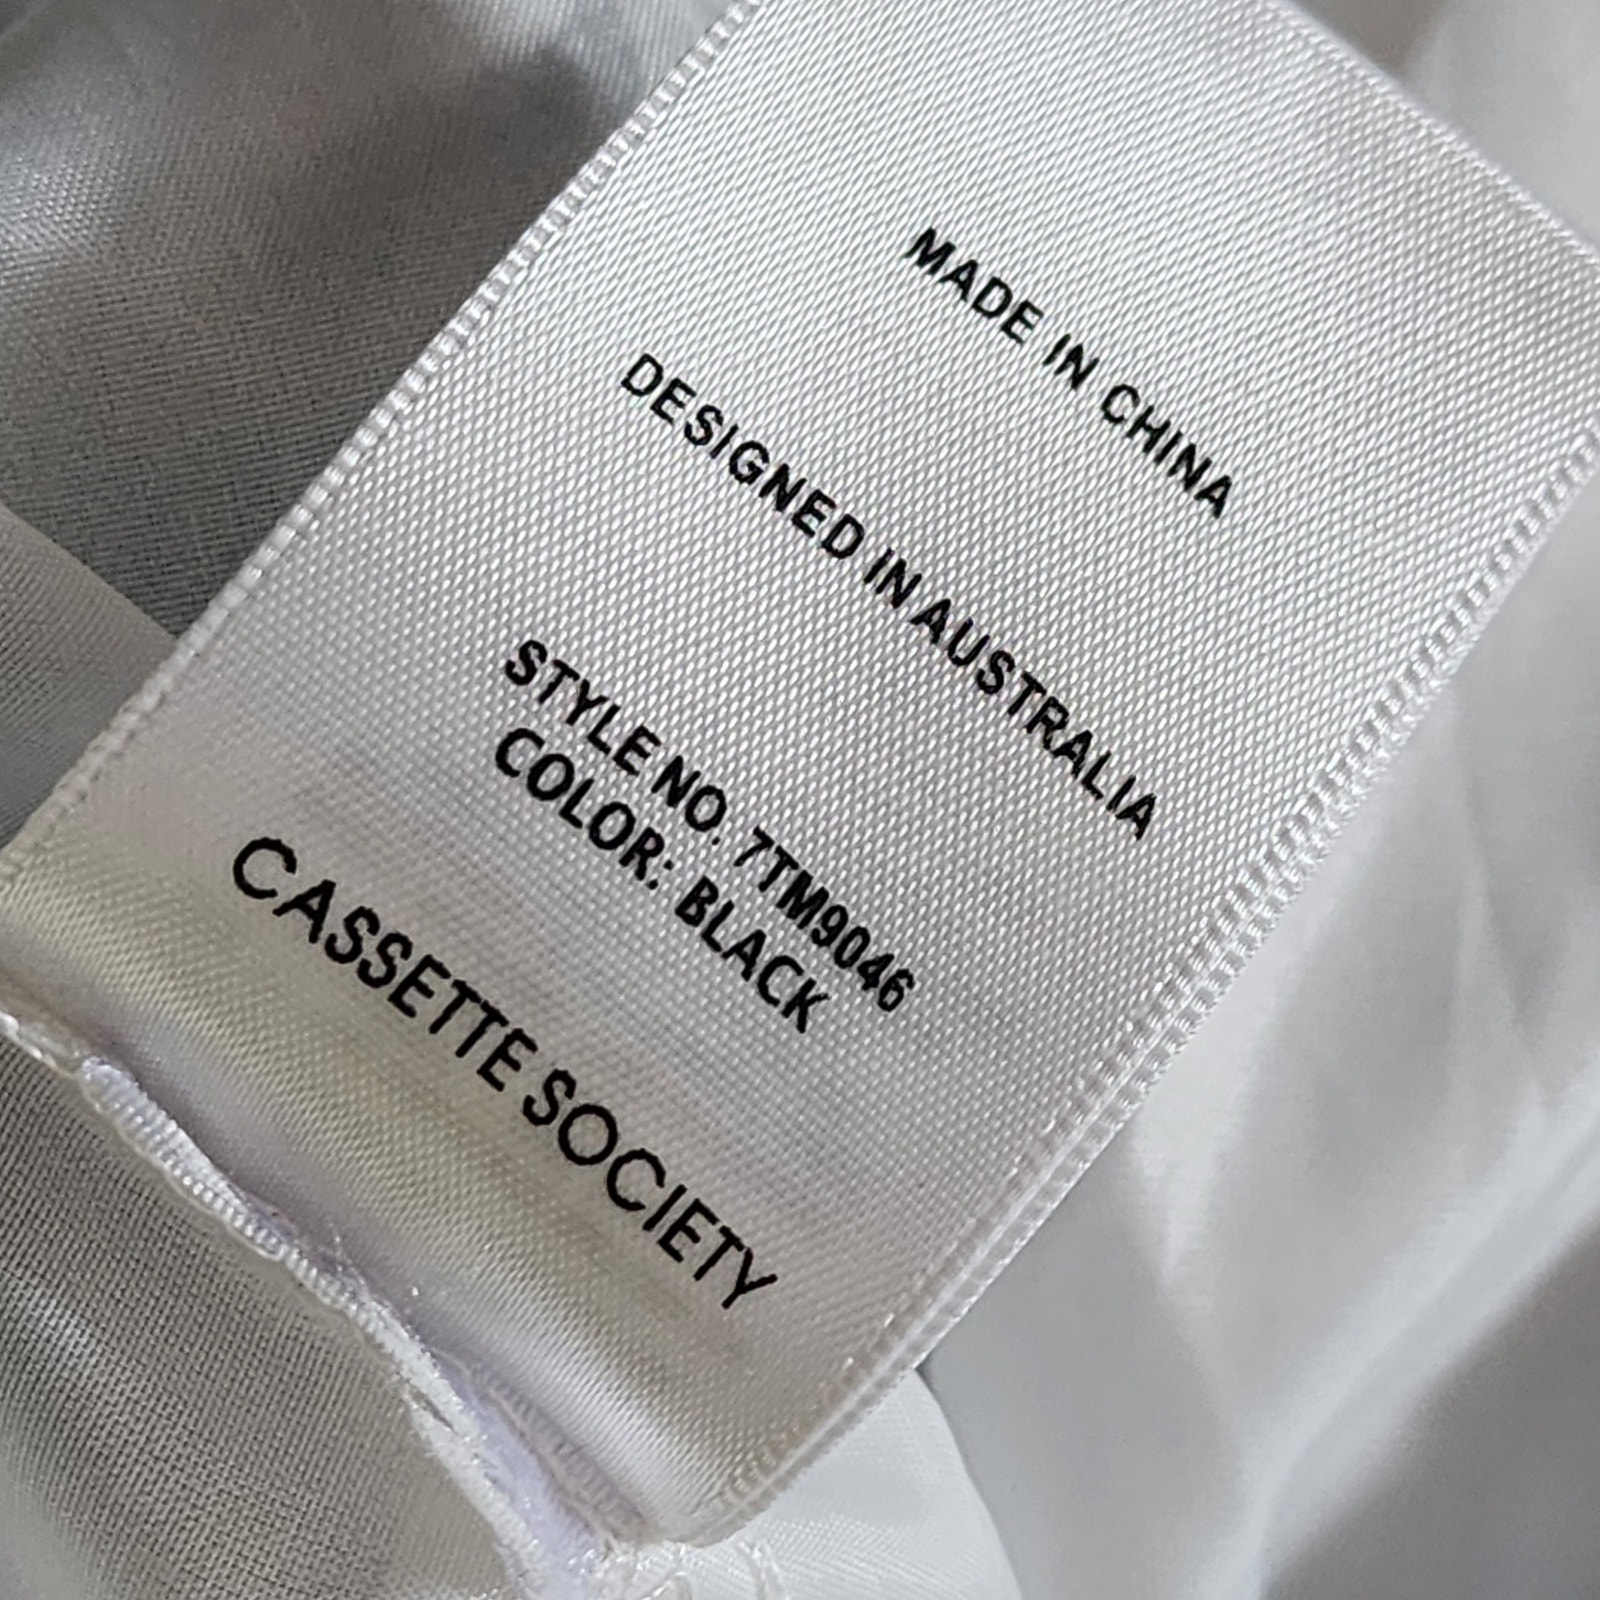 MADE IN CHINA
DESIGNED IN AUSTRALIA
STYLE NO. 7TM9046
COLOR: BLACK
CASSETTE SOCIETY